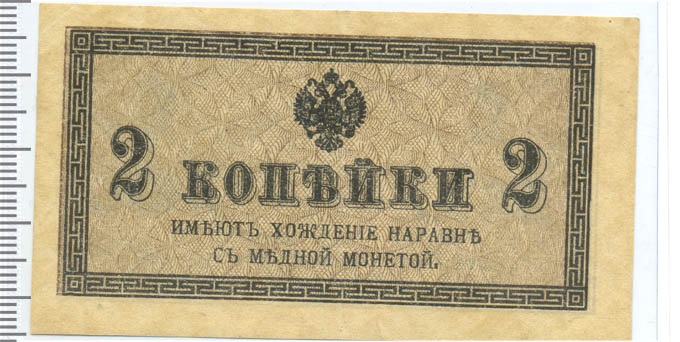 2 КОПѢЙКИ 2
ИМѢЮТЪ ХОЖДЕНІЕ НАРАВНѢ
СЪ МѢДНОЙ МОНЕТОЙ.